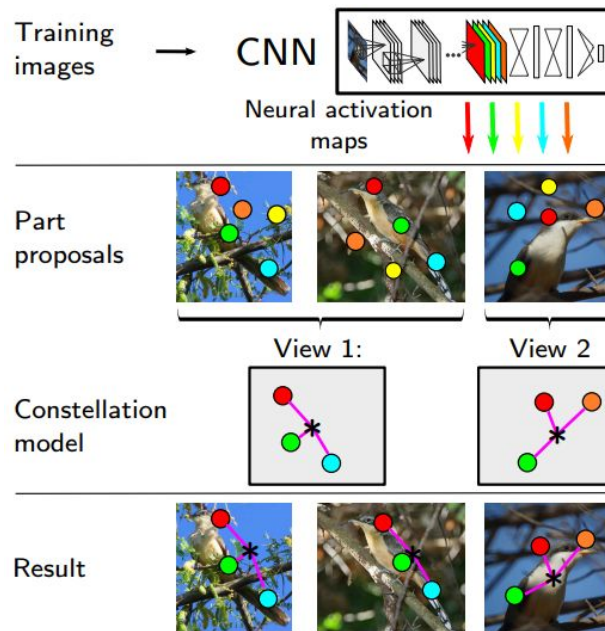 Training
images
CNN
...
Neural activation
maps
Part
proposals
View 1:
View 2
Constellation
model
Result